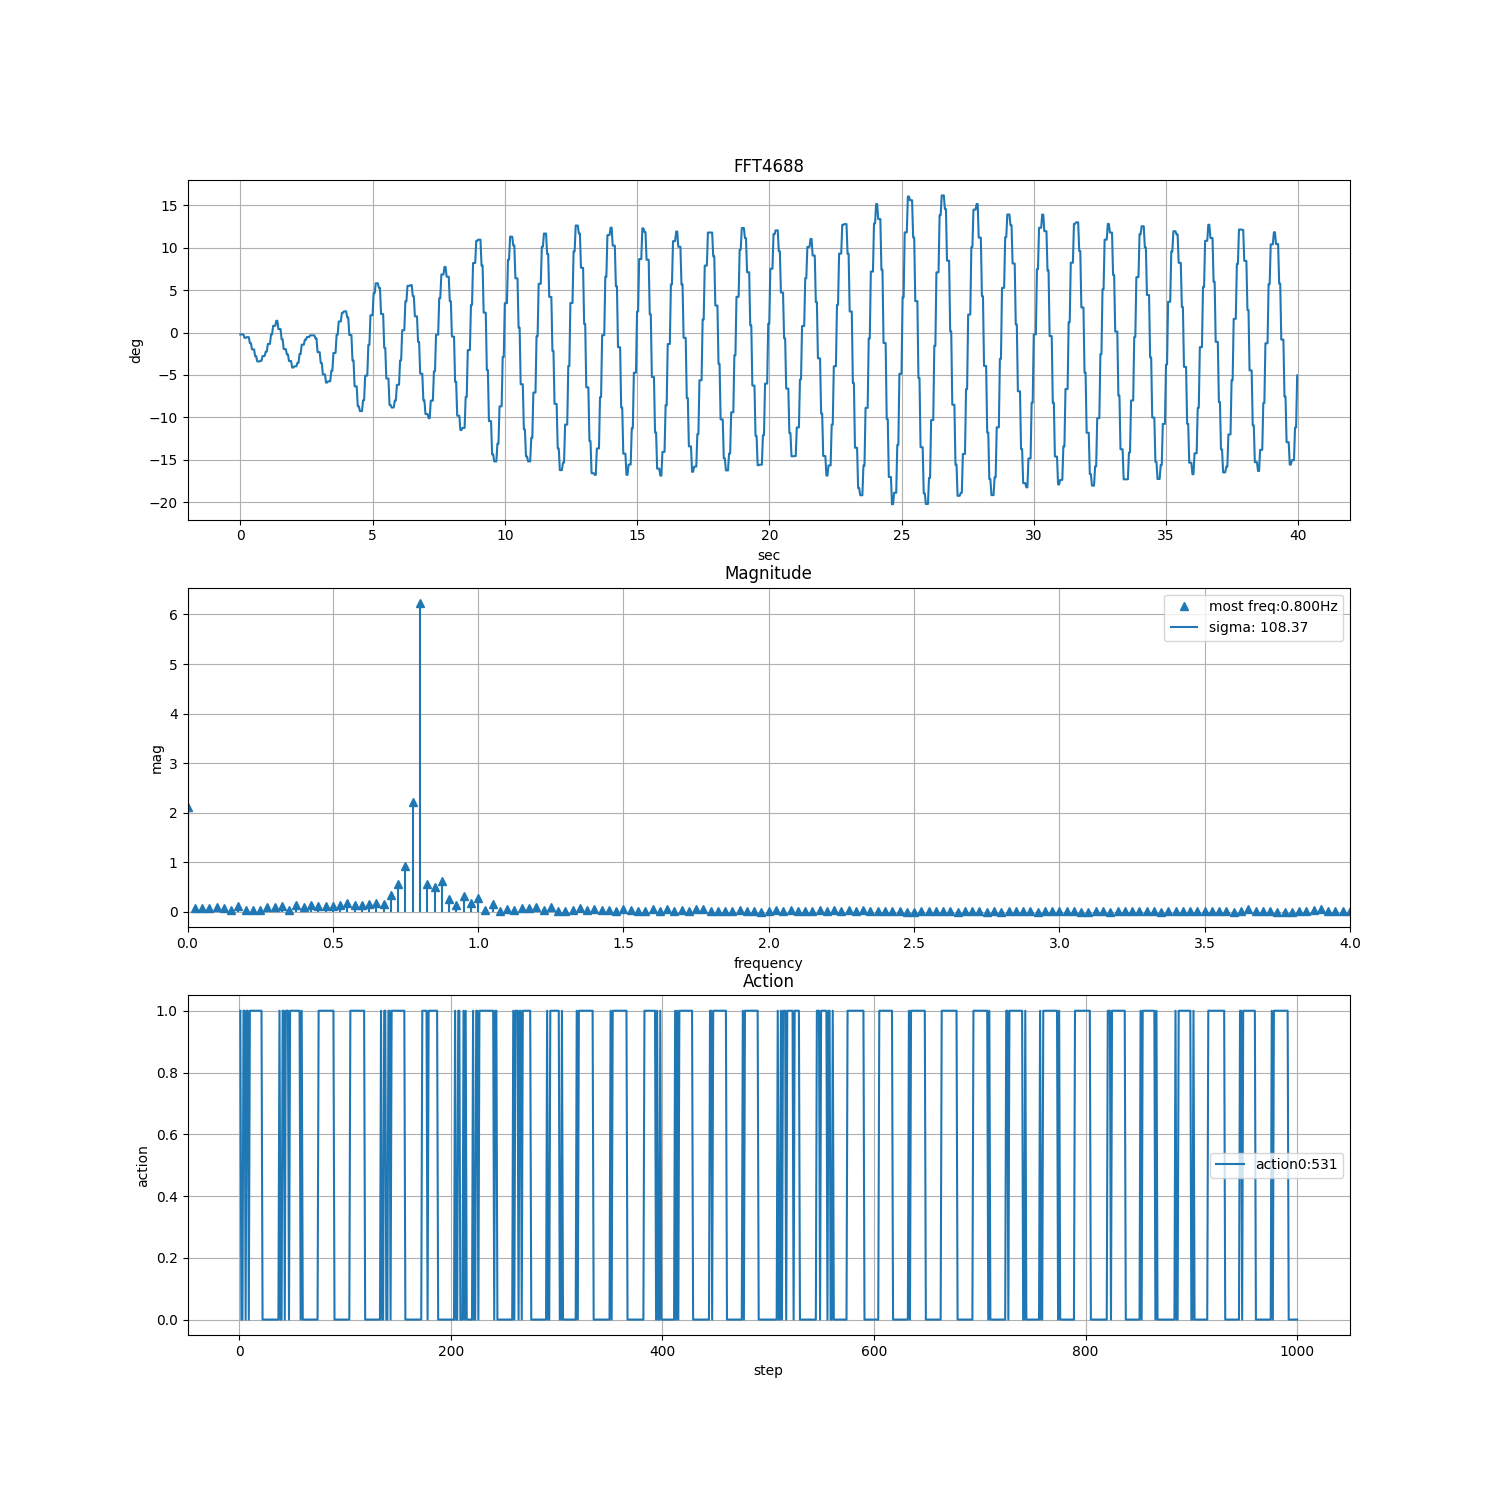 FFT4688
15
10
5
0
−5
−10
−15
−20
deg
0 5 10 15 20 25 30 35 40
sec
Magnitude
6
5
4
3
2
1
0
mag
most freq:0.800Hz
sigma: 108.37
0.0 0.5 1.0 1.5 2.0 2.5 3.0 3.5 4.0
frequency
Action
1.0
0.8
0.6
0.4
0.2
0.0
action
action0:531
0 200 400 600 800 1000
step